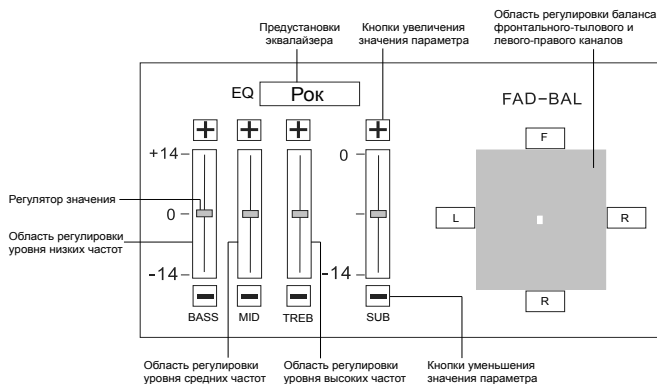 Предустановки
эквалайзера
Кнопки увеличения
значения параметра
Область регулировки баланса
фронтального-тылового и
левого-правого каналов
EQ
Рок
FAD-BAL
F
+14
0
Регулятор значения
0
L
R
Область регулировки
уровня низких частот
-14
-14
R
BASS
MID
TREB
SUB
Область регулировки
уровня средних частот
Область регулировки
уровня высоких частот
Кнопки уменьшения
значения параметра